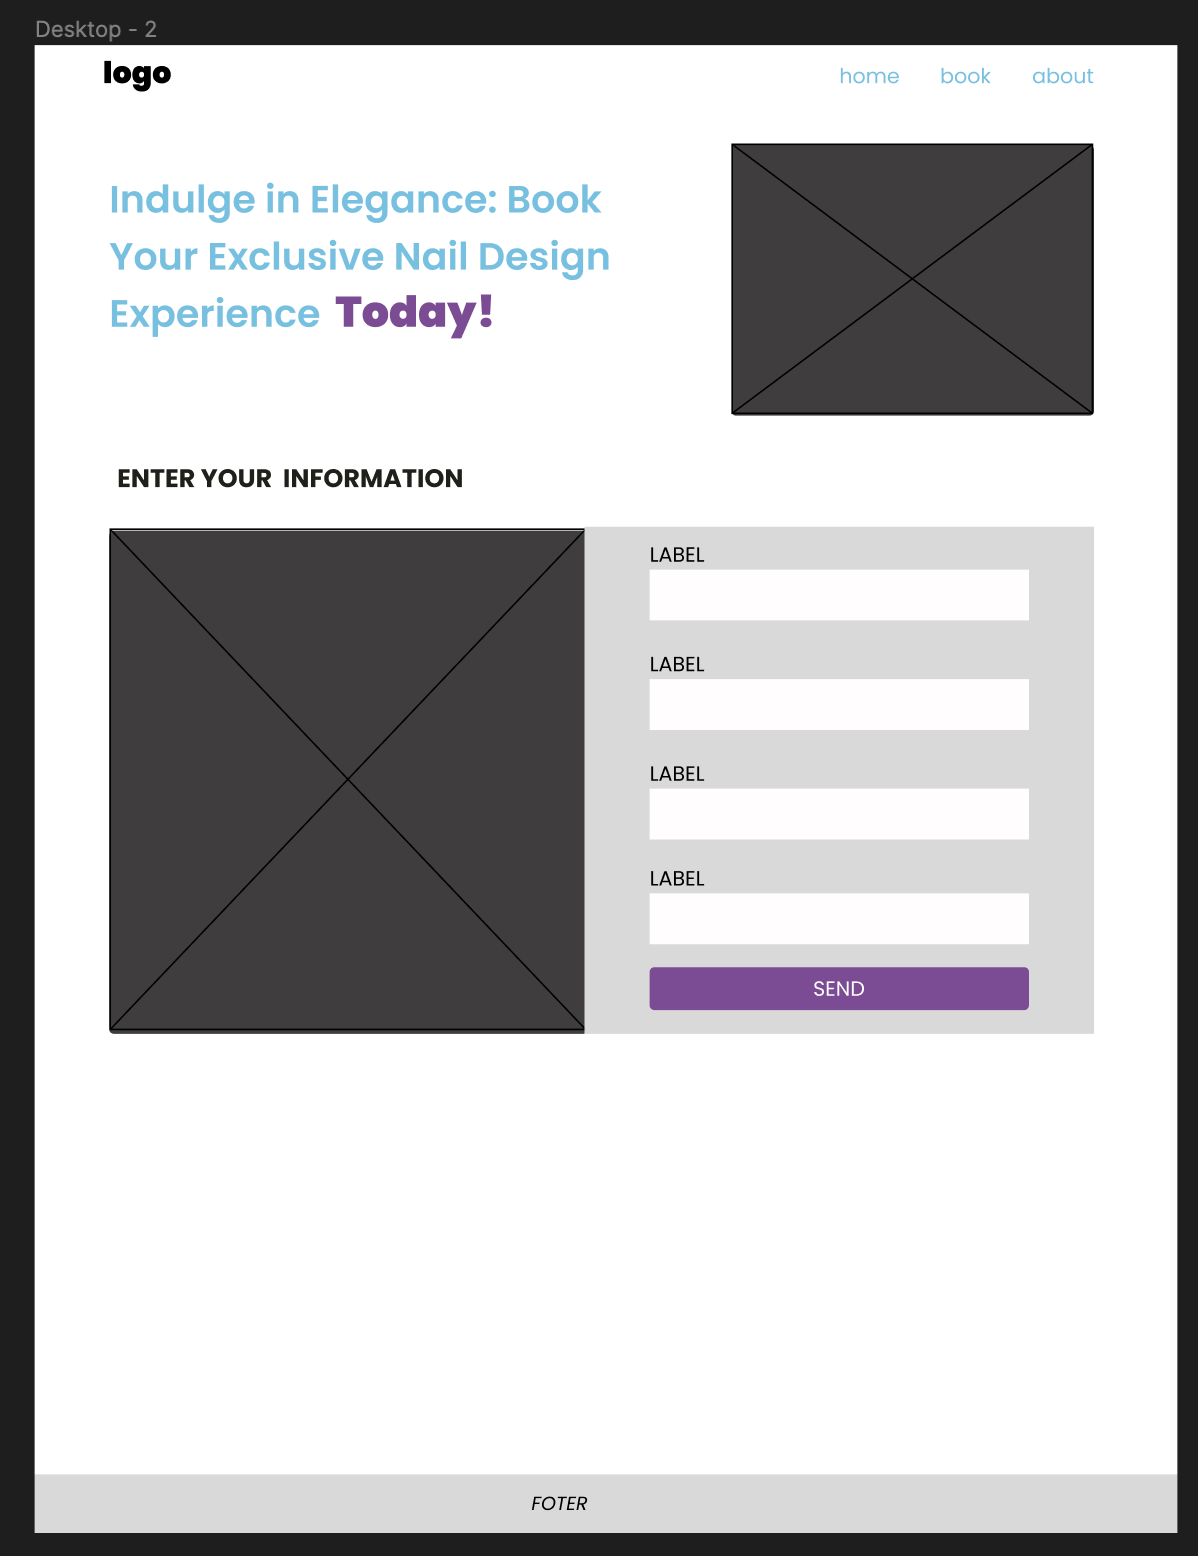 Desktop - 2
logo
home book about
Indulge in Elegance: Book
Your Exclusive Nail Design
Experience Today!
ENTER YOUR INFORMATION
LABEL
LABEL
LABEL
LABEL
SEND
FOTER